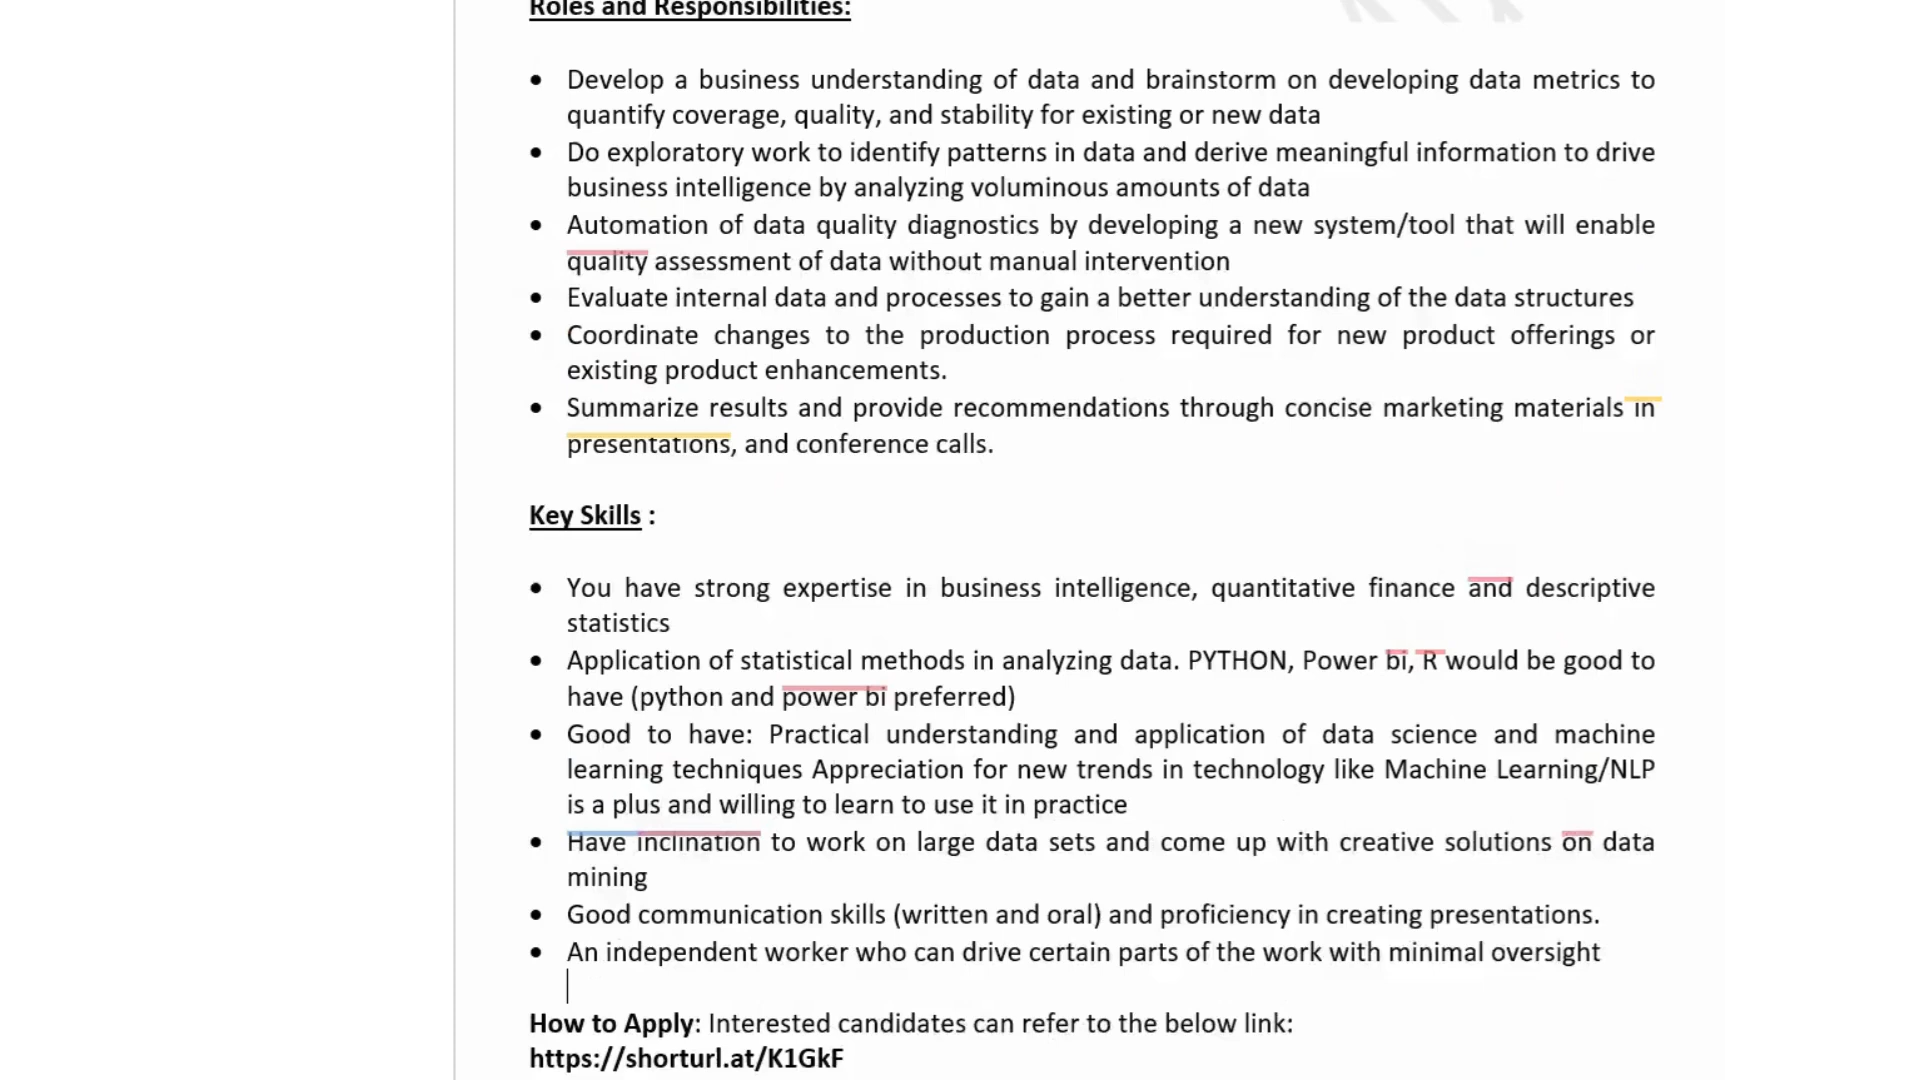 Roles and Responsibilities:
• Develop a business understanding of data and brainstorm on developing data metrics to
quantify coverage, quality, and stability for existing or new data
• Do exploratory work to identify patterns in data and derive meaningful information to drive
business intelligence by analyzing voluminous amounts of data
• Automation of data quality diagnostics by developing a new system/tool that will enable
quality assessment of data without manual intervention
• Evaluate internal data and processes to gain a better understanding of the data structures
• Coordinate changes to the production process required for new product offerings or
existing product enhancements.
• Summarize results and provide recommendations through concise marketing materials in
presentations, and conference calls.
Key Skills :
• You have strong expertise in business intelligence, quantitative finance and descriptive
statistics
• Application of statistical methods in analyzing data. PYTHON, Power bi, R would be good to
have (python and power bi preferred)
• Good to have: Practical understanding and application of data science and machine
learning techniques Appreciation for new trends in technology like Machine Learning/NLP
is a plus and willing to learn to use it in practice
• Have inclination to work on large data sets and come up with creative solutions on data
mining
• Good communication skills (written and oral) and proficiency in creating presentations.
• An independent worker who can drive certain parts of the work with minimal oversight
How to Apply: Interested candidates can refer to the below link:
https://shorturl.at/K1GkF